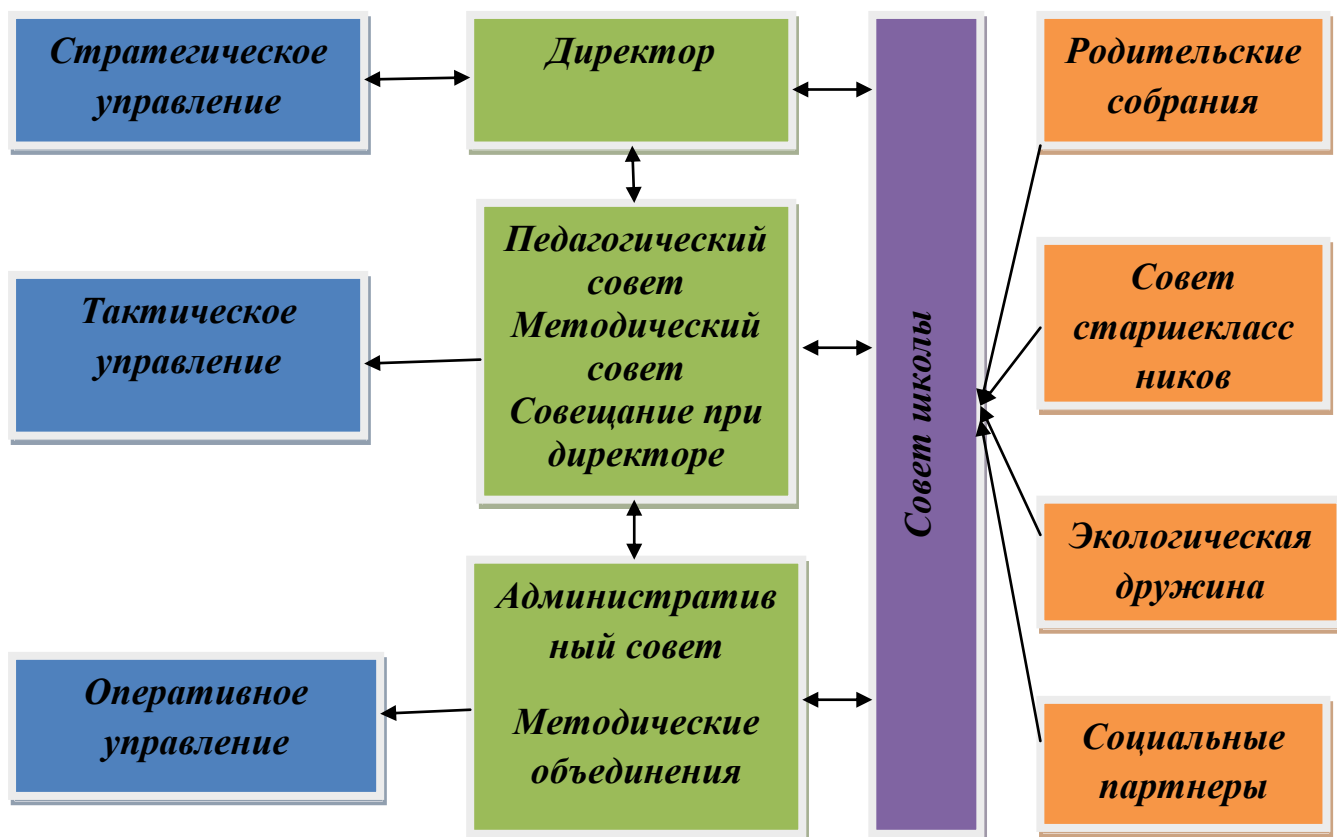 Стратегическое
управление
Директор
Родительские
собрания
Педагогический
совет
Методический
совет
Совещание при
директоре
Тактическое
управление
Совет школы
Совет
старшекласс
ников
Экологическая
дружина
Административ
ный совет
Методические
объединения
Оперативное
управление
Социальные
партнеры